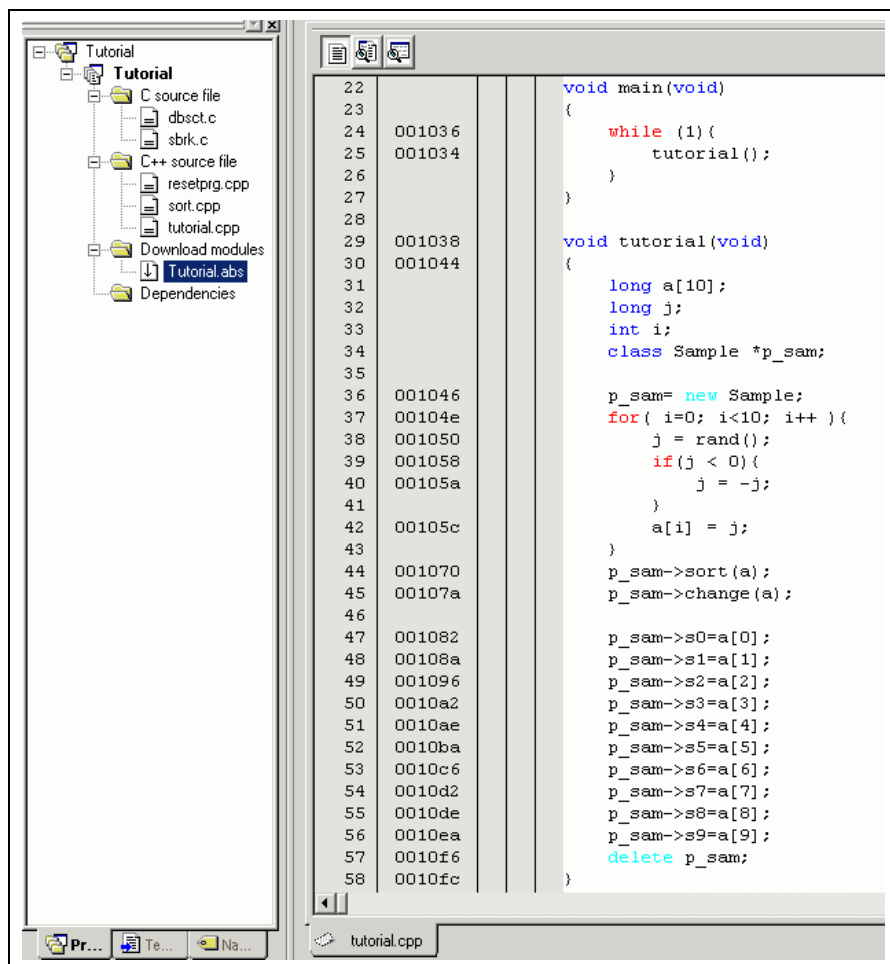 Tutorial
Tutorial
C source file
dbsct.c
sbrk.c
C++ source file
resetprg.cpp
sort.cpp
tutorial.cpp
Download modules
Tutorial.abs
Dependencies
Pr...
Te...
Na...
22 void main(void)
23 {
24 001036 while (1){
25 001034 tutorial();
26 }
27 }
28
29 001038 void tutorial(void)
30 001044 {
31 long a[10];
32 long j;
33 int i;
34 class Sample *p_sam;
35
36 001046 p_sam= new Sample;
37 00104e for( i=0; i<10; i++ ){
38 001050 j = rand();
39 001058 if(j < 0){
40 00105a j = -j;
41 }
42 00105c a[i] = j;
43 }
44 001070 p_sam->sort(a);
45 00107a p_sam->change(a);
46
47 001082 p_sam->s0=a[0];
48 00108a p_sam->s1=a[1];
49 001096 p_sam->s2=a[2];
50 0010a2 p_sam->s3=a[3];
51 0010ae p_sam->s4=a[4];
52 0010ba p_sam->s5=a[5];
53 0010c6 p_sam->s6=a[6];
54 0010d2 p_sam->s7=a[7];
55 0010de p_sam->s8=a[8];
56 0010ea p_sam->s9=a[9];
57 0010f6 delete p_sam;
58 0010fc }
tutorial.cpp